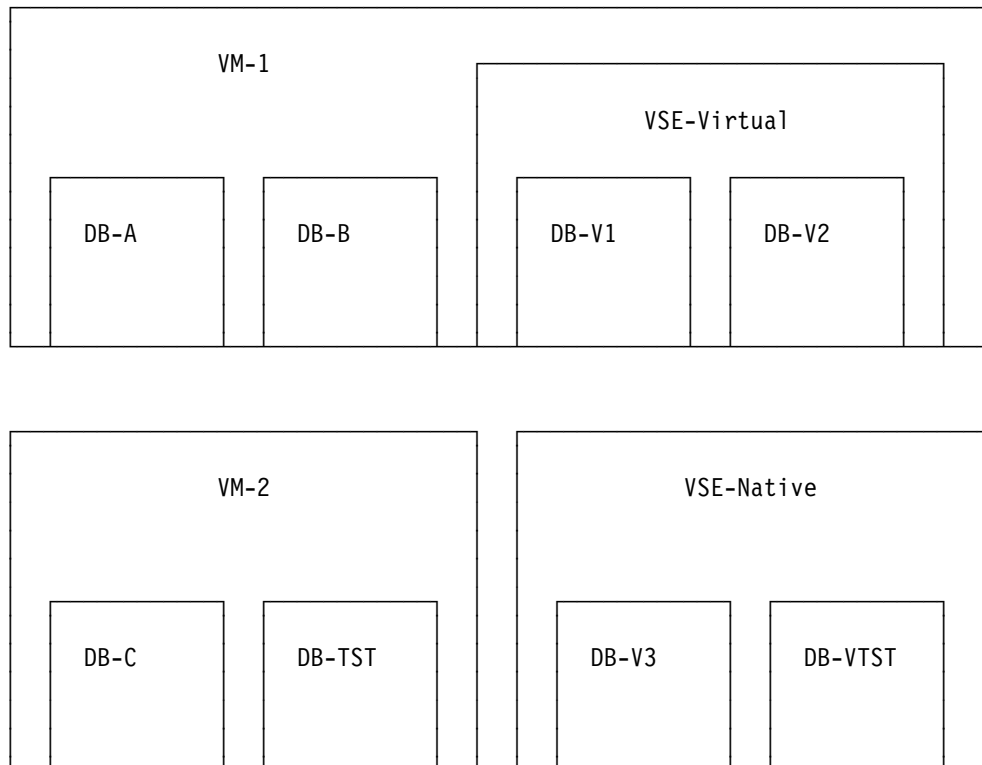 VM-1
VSE-Virtual
DB-A DB-B DB-V1 DB-V2
VM-2 VSE-Native
DB-C DB-TST DB-V3 DB-VTST